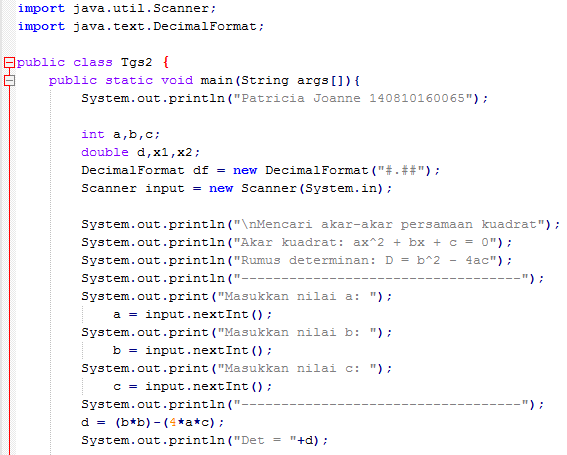 import java.util.Scanner;
import java.text.DecimalFormat;
public class Tgs2 {
public static void main(String args[]){
System.out.println("Patricia Joanne 140810160065");
int a,b,c;
double d,x1,x2;
DecimalFormat df = new DecimalFormat("#.##");
Scanner input = new Scanner(System.in);
System.out.println("\nMencari akar-akar persamaan kuadrat");
System.out.println("Akar kuadrat: ax^2 + bx + c = 0");
System.out.println("Rumus determinan: D = b^2 - 4ac");
System.out.println("-----------------------------------");
System.out.print("Masukkan nilai a: ");
a = input.nextInt();
System.out.print("Masukkan nilai b: ");
b = input.nextInt();
System.out.print("Masukkan nilai c: ");
c = input.nextInt();
System.out.println("-----------------------------------");
d = (b*b)-(4*a*c);
System.out.println("Det = "+d);